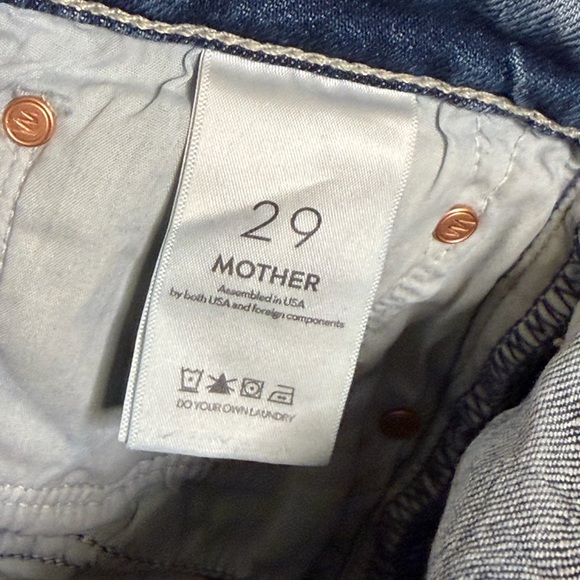 29
MOTHER
Assembled in USA
by both USA and foreign components
DO YOUR OWN LAUNDRY